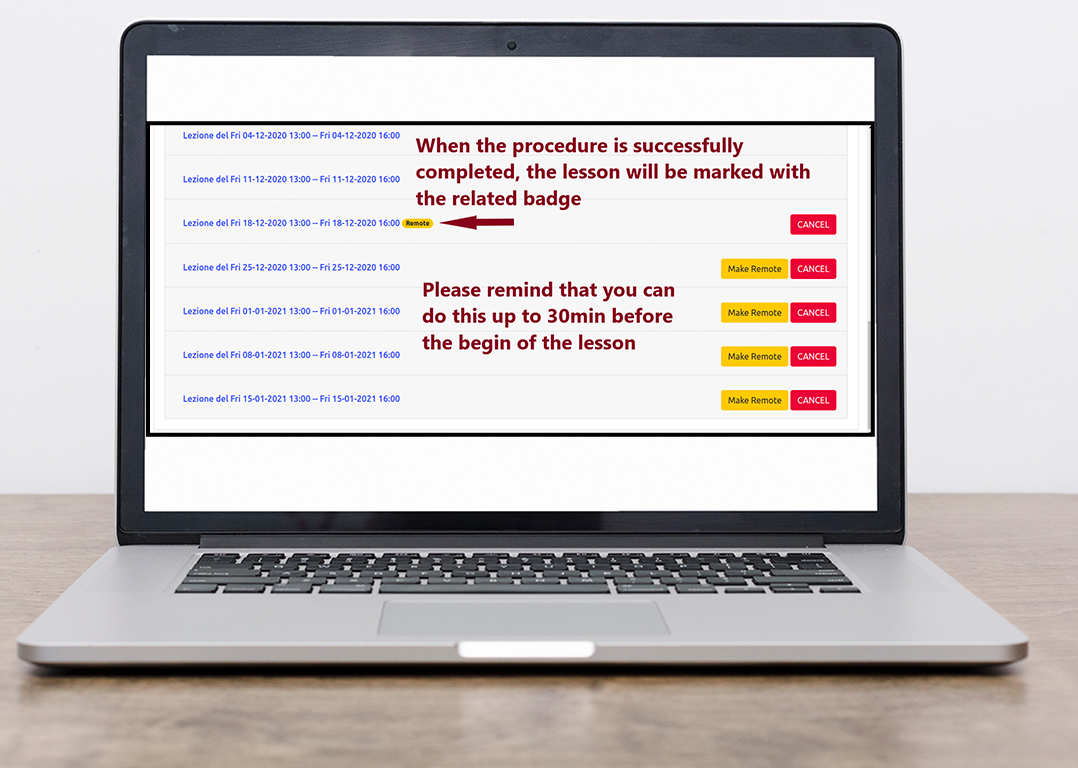 Lezione del Fri 04-12-2020 13:00 -- Fri 04-12-2020 16:00
When the procedure is successfully
completed, the lesson will be marked with
the related badge
Lezione del Fri 11-12-2020 13:00 -- Fri 11-12-2020 16:00
Lezione del Fri 18-12-2020 13:00 -- Fri 18-12-2020 16:00 Remote CANCEL
Lezione del Fri 25-12-2020 13:00 -- Fri 25-12-2020 16:00 Make Remote CANCEL
Please remind that you can
do this up to 30min before
the begin of the lesson
Lezione del Fri 01-01-2021 13:00 -- Fri 01-01-2021 16:00 Make Remote CANCEL
Lezione del Fri 08-01-2021 13:00 -- Fri 08-01-2021 16:00 Make Remote CANCEL
Lezione del Fri 15-01-2021 13:00 -- Fri 15-01-2021 16:00 Make Remote CANCEL